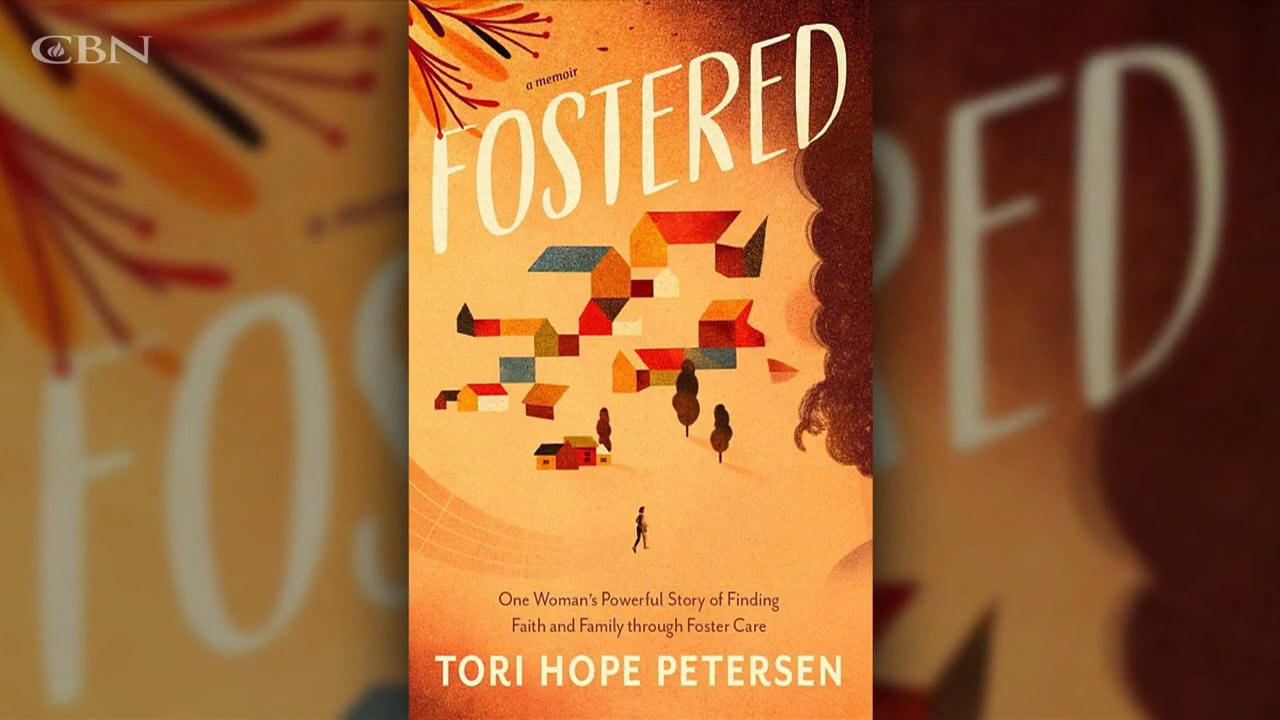 CBN
a memoir
FOSTERED
One Woman's Powerful Story of Finding
Faith and Family through Foster Care
TORI HOPE PETERSEN